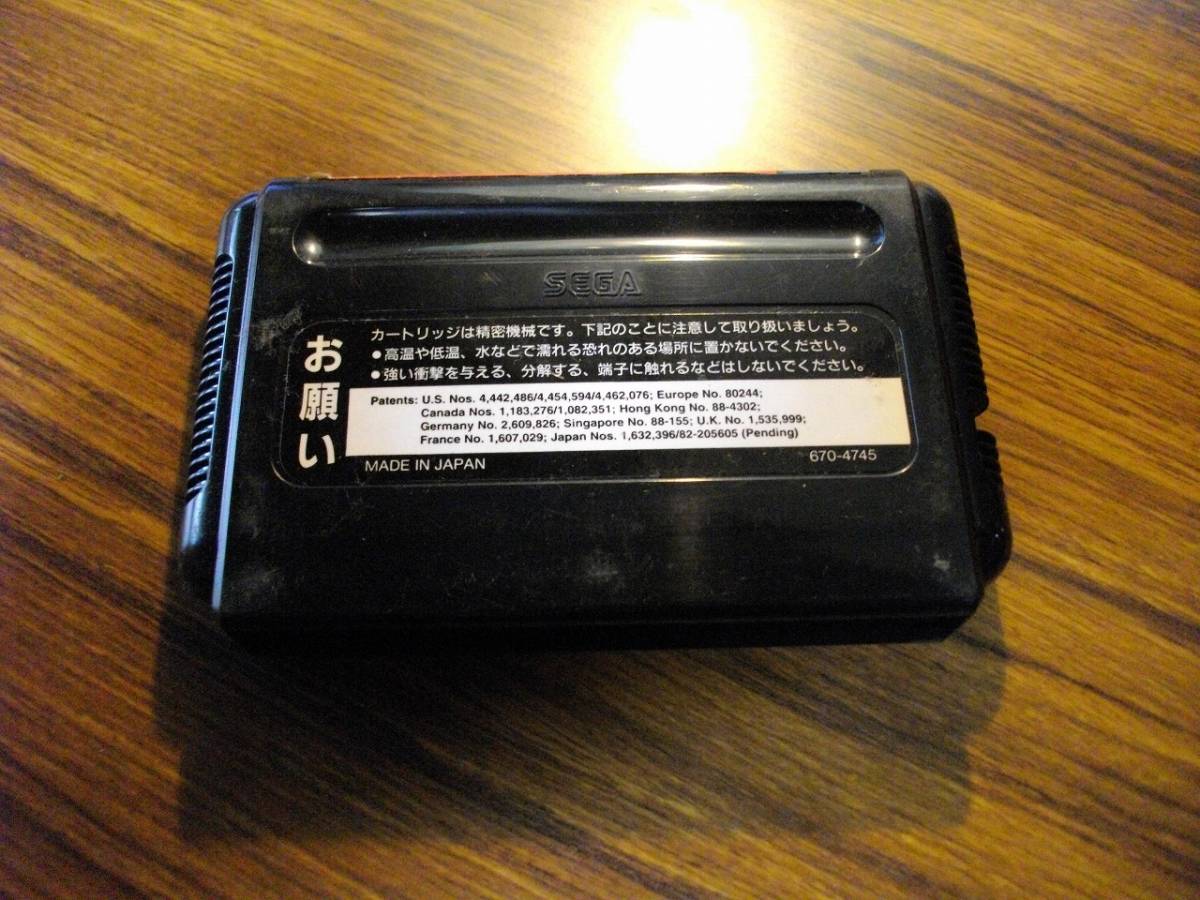 SEGA
お願い
カートリッジは精密機械です。下記のことに注意して取り扱いましょう。
●高温や低温、水などで濡れる恐れのある場所に置かないでください。
●強い衝撃を与える、分解する、端子に触れるなどはしないでください。
Patents: U.S. Nos. 4,442,486/4,454,594/4,462,076; Europe No. 80244;
Canada Nos. 1,183,276/1,082,351; Hong Kong No. 88-4302;
Germany No. 2,609,826; Singapore No. 88-155; U.K. No. 1,535,999;
France No. 1,607,029; Japan Nos. 1,632,396/82-205605 (Pending)
MADE IN JAPAN
670-4745